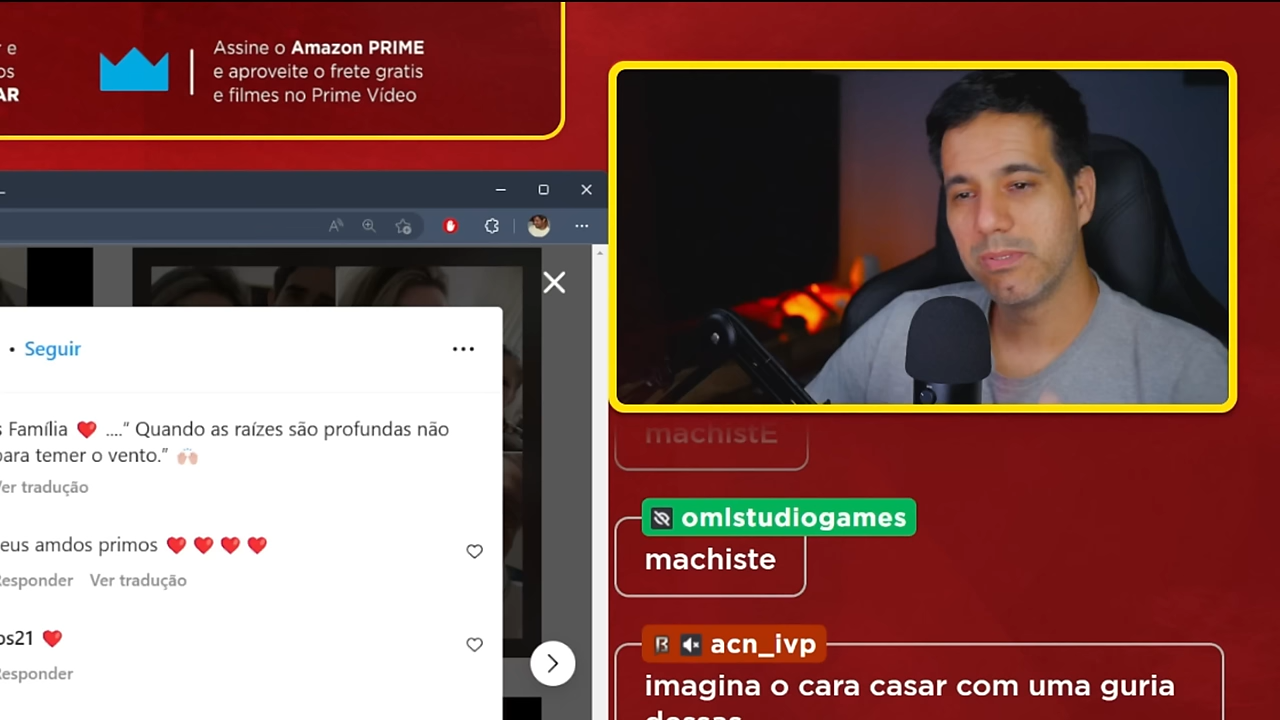 r e
Assine o Amazon PRIME
os
e aproveite o frete gratis
AR
e filmes no Prime Vídeo
• Seguir
s Família ❤️ ...." Quando as raízes são profundas não
para temer o vento." 🙌🏻
Ver tradução
eus amdos primos ❤️ ❤️ ❤️ ❤️
Responder Ver tradução
os21 ❤️
Responder
machistE
omlstudiogames
machiste
acn_ivp
imagina o cara casar com uma guria
dessas